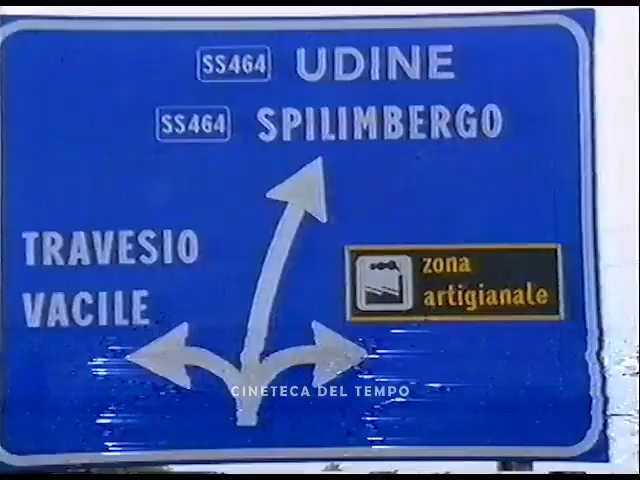 SS464 UDINE
SS464 SPILIMBERGO
TRAVESIO
VACILE
zona
artigianale
CINETECA DEL TEMPO